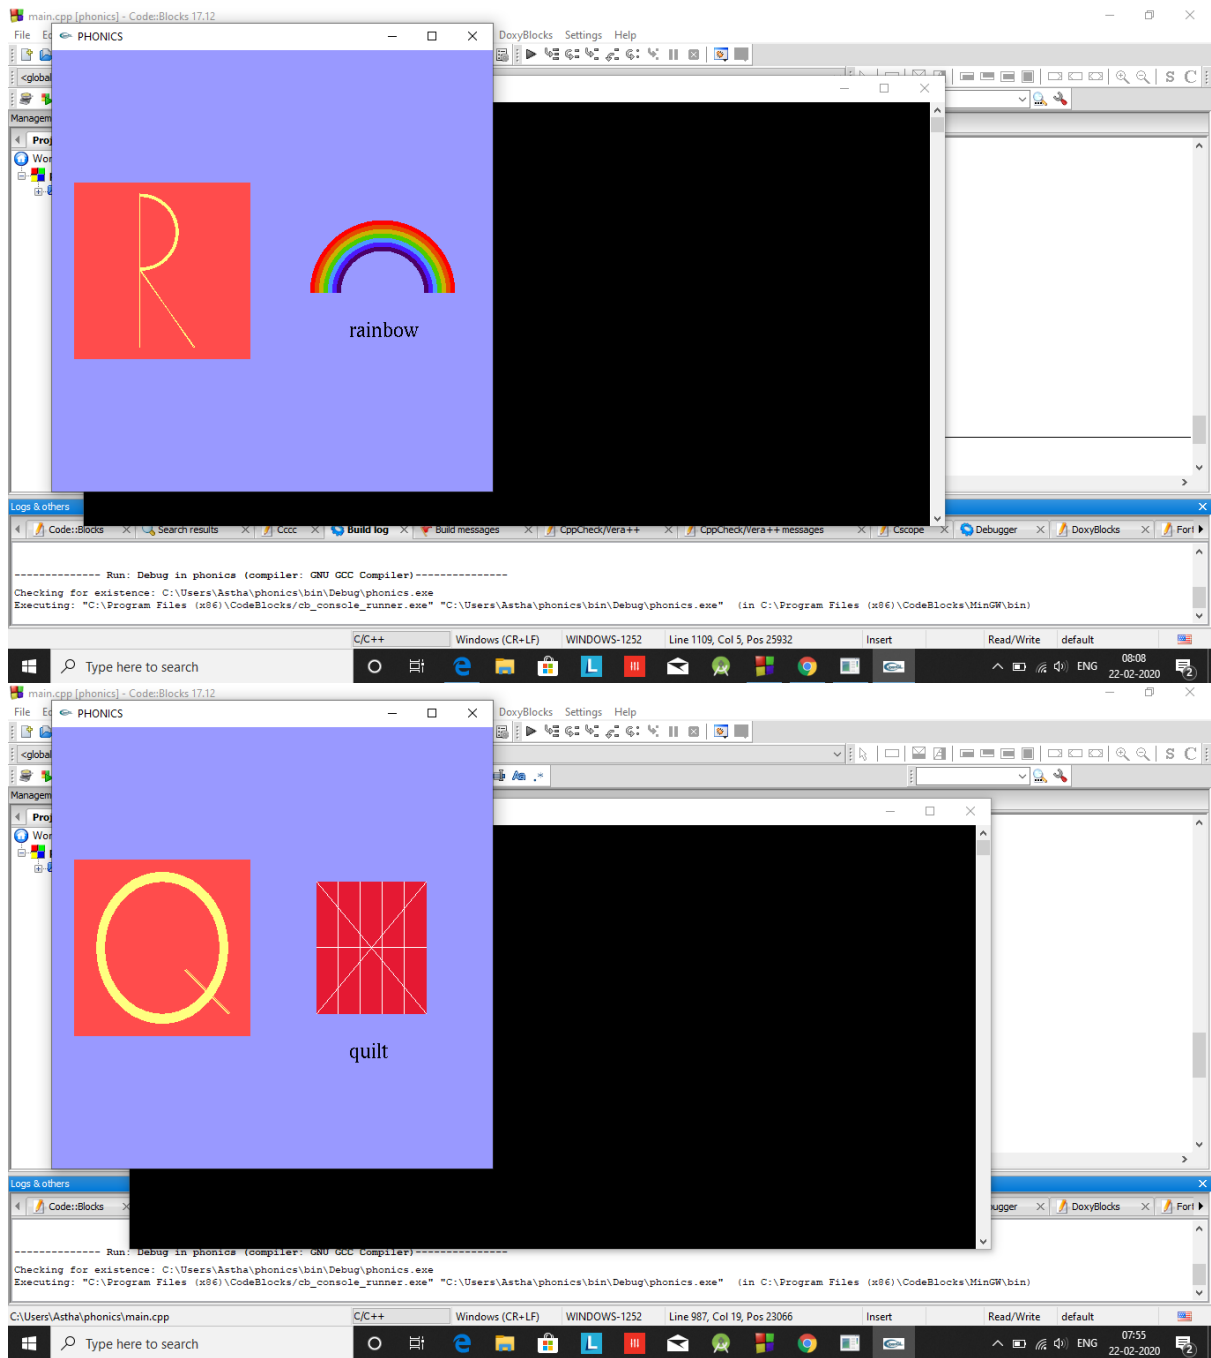 main.cpp [phonics] - Code::Blocks 17.12
File
PHONICS
DoxyBlocks Settings Help
<global
S C
Managem
Proj
Wor
R
rainbow
Logs & others
Code::Blocks Search results Cccc Build log Build messages CppCheck/Vera++ CppCheck/Vera++ messages Cscope Debugger DoxyBlocks Fort
-------------- Run: Debug in phonics (compiler: GNU GCC Compiler)---------------
Checking for existence: C:\Users\Astha\phonics\bin\Debug\phonics.exe
Executing: "C:\Program Files (x86)\CodeBlocks/cb_console_runner.exe" "C:\Users\Astha\phonics\bin\Debug\phonics.exe" (in C:\Program Files (x86)\CodeBlocks\MinGW\bin)
C/C++ Windows (CR+LF) WINDOWS-1252 Line 1109, Col 5, Pos 25932 Insert Read/Write default
Type here to search L ENG 08:08
22-02-2020 2
main.cpp [phonics] - Code::Blocks 17.12
File
PHONICS
DoxyBlocks Settings Help
<global
S C
Aa .*
Managem
Proj
Wor
Q
quilt
Logs & others
Code::Blocks ugger DoxyBlocks Fort
-------------- Run: Debug in phonics (compiler: GNU GCC Compiler)---------------
Checking for existence: C:\Users\Astha\phonics\bin\Debug\phonics.exe
Executing: "C:\Program Files (x86)\CodeBlocks/cb_console_runner.exe" "C:\Users\Astha\phonics\bin\Debug\phonics.exe" (in C:\Program Files (x86)\CodeBlocks\MinGW\bin)
C:\Users\Astha\phonics\main.cpp C/C++ Windows (CR+LF) WINDOWS-1252 Line 987, Col 19, Pos 23066 Insert Read/Write default
Type here to search L ENG 07:55
22-02-2020 2